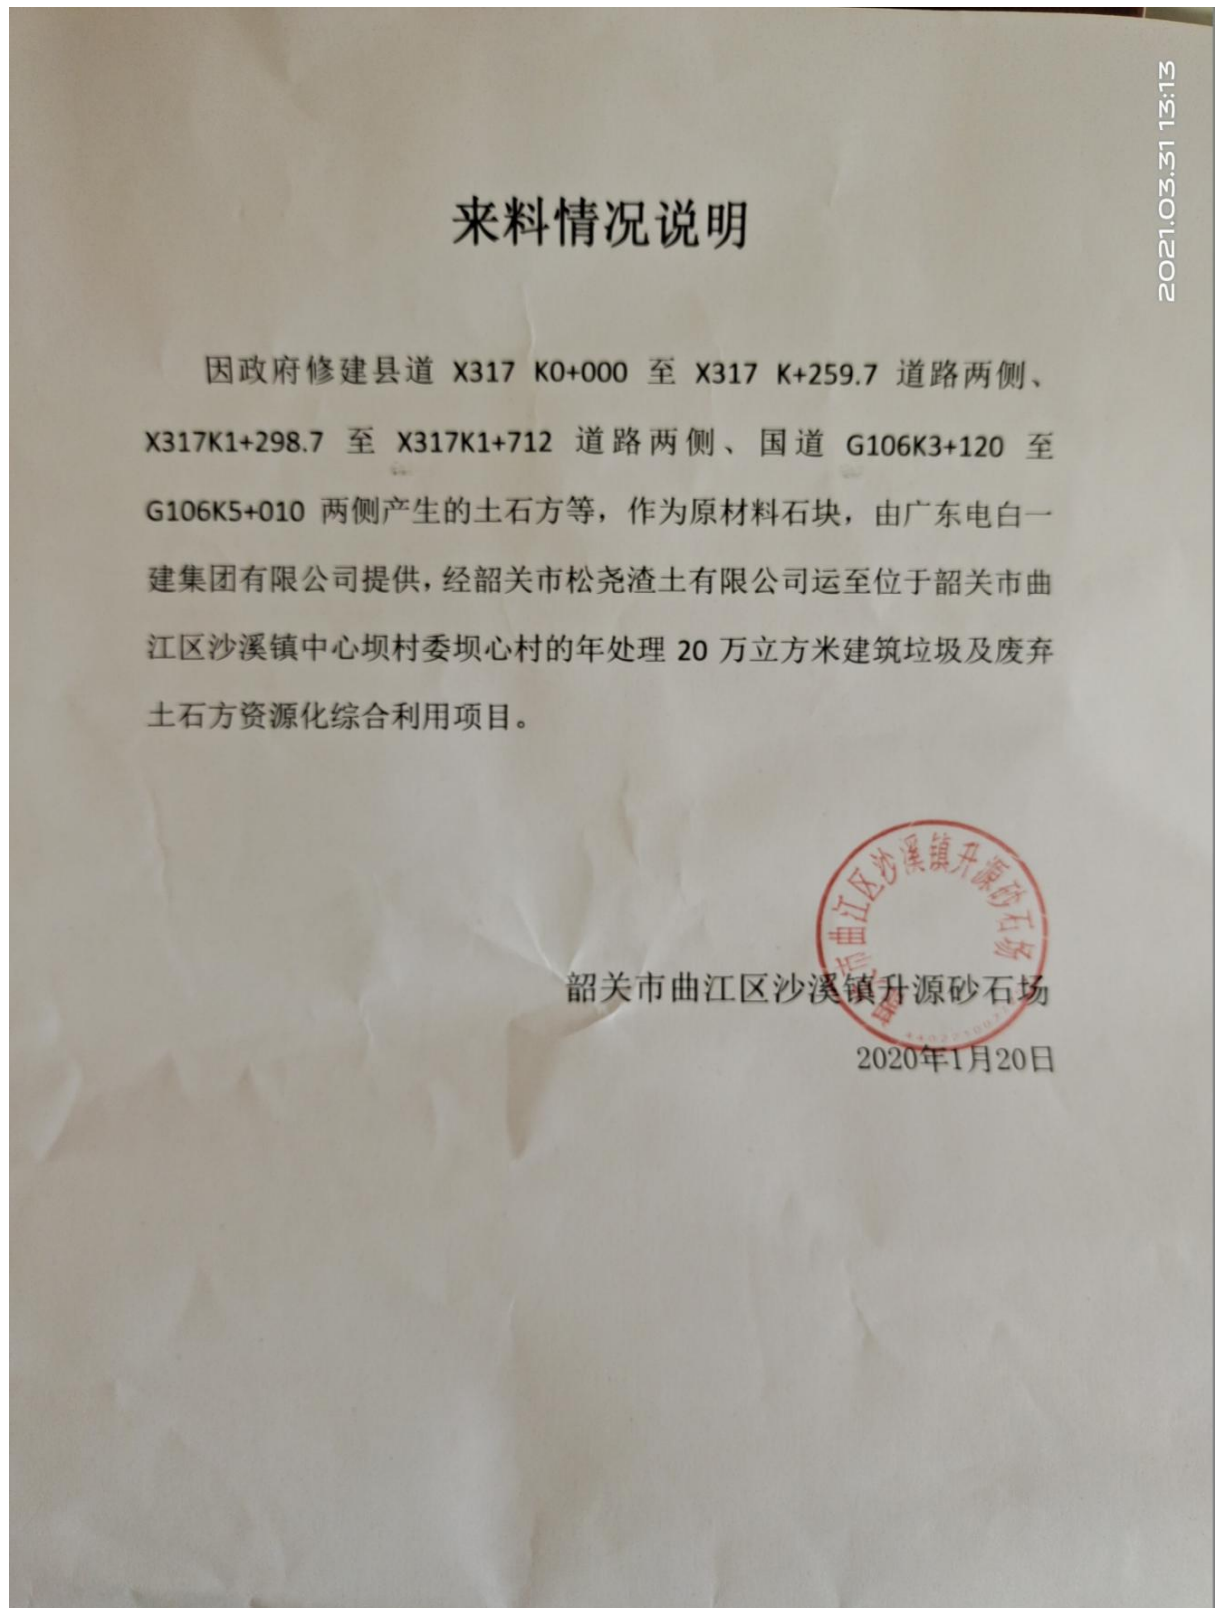 2021.03.31 13:13
来料情况说明
因政府修建县道 X317 K0+000 至 X317 K+259.7 道路两侧、
X317K1+298.7 至 X317K1+712 道路两侧、国道 G106K3+120 至
G106K5+010 两侧产生的土石方等，作为原材料石块，由广东电白一
建集团有限公司提供，经韶关市松尧渣土有限公司运至位于韶关市曲
江区沙溪镇中心坝村委坝心村的年处理 20 万立方米建筑垃圾及废弃
土石方资源化综合利用项目。
韶关市曲江区沙溪镇升源砂石场
韶关市曲江区沙溪镇升源砂石场
2020年1月20日